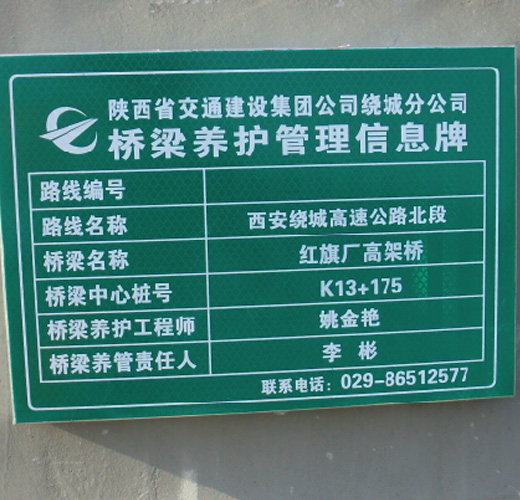 陕西省交通建设集团公司绕城分公司
桥梁养护管理信息牌
路线编号
路线名称 西安绕城高速公路北段
桥梁名称 红旗厂高架桥
桥梁中心桩号 K13+175
桥梁养护工程师 姚金艳
桥梁养管责任人 李彬
联系电话：029-86512577